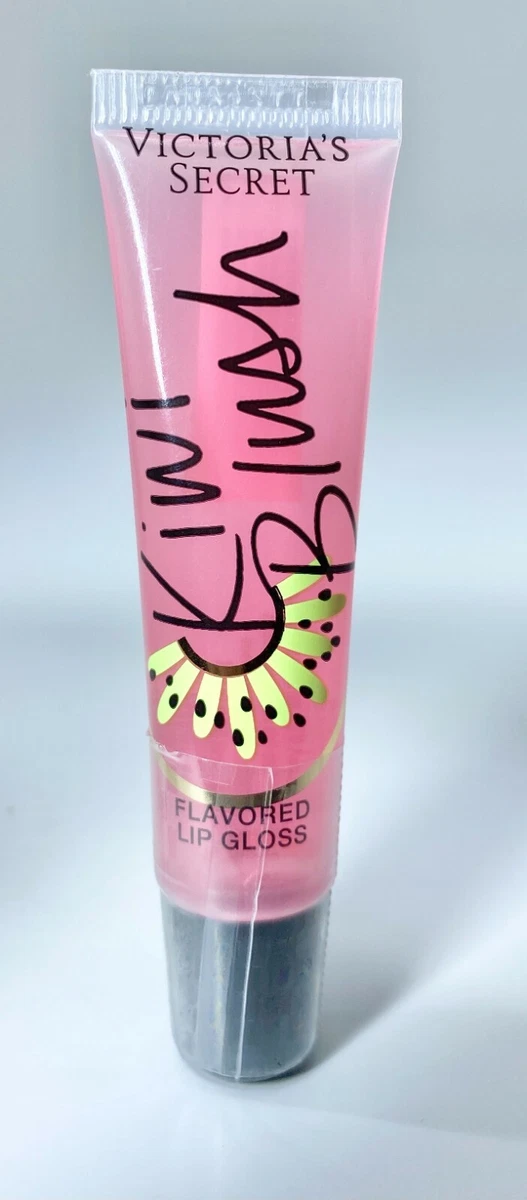 VICTORIA'S
SECRET
Kiwi
Blush
FLAVORED
LIP GLOSS